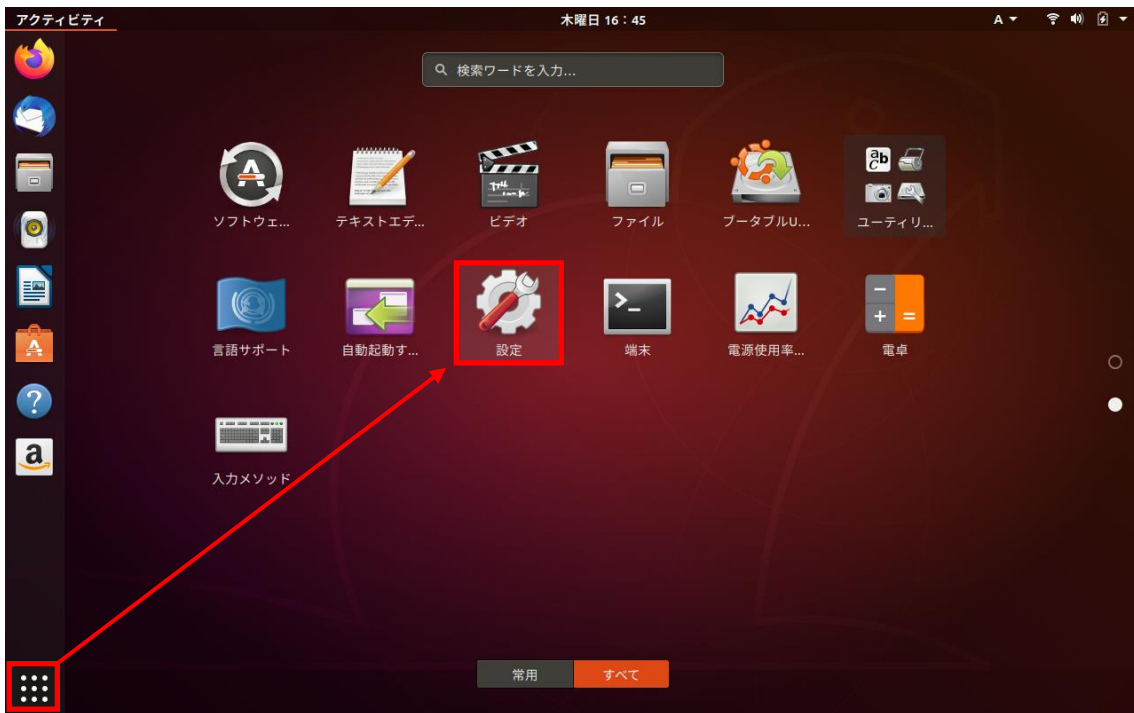 アクティビティ
木曜日 16：45
A
検索ワードを入力...
ソフトウェ...
テキストエデ...
ビデオ
ファイル
ブータブルU...
ユーティリ...
言語サポート
自動起動す...
設定
端末
電源使用率...
電卓
入力メソッド
常用
すべて